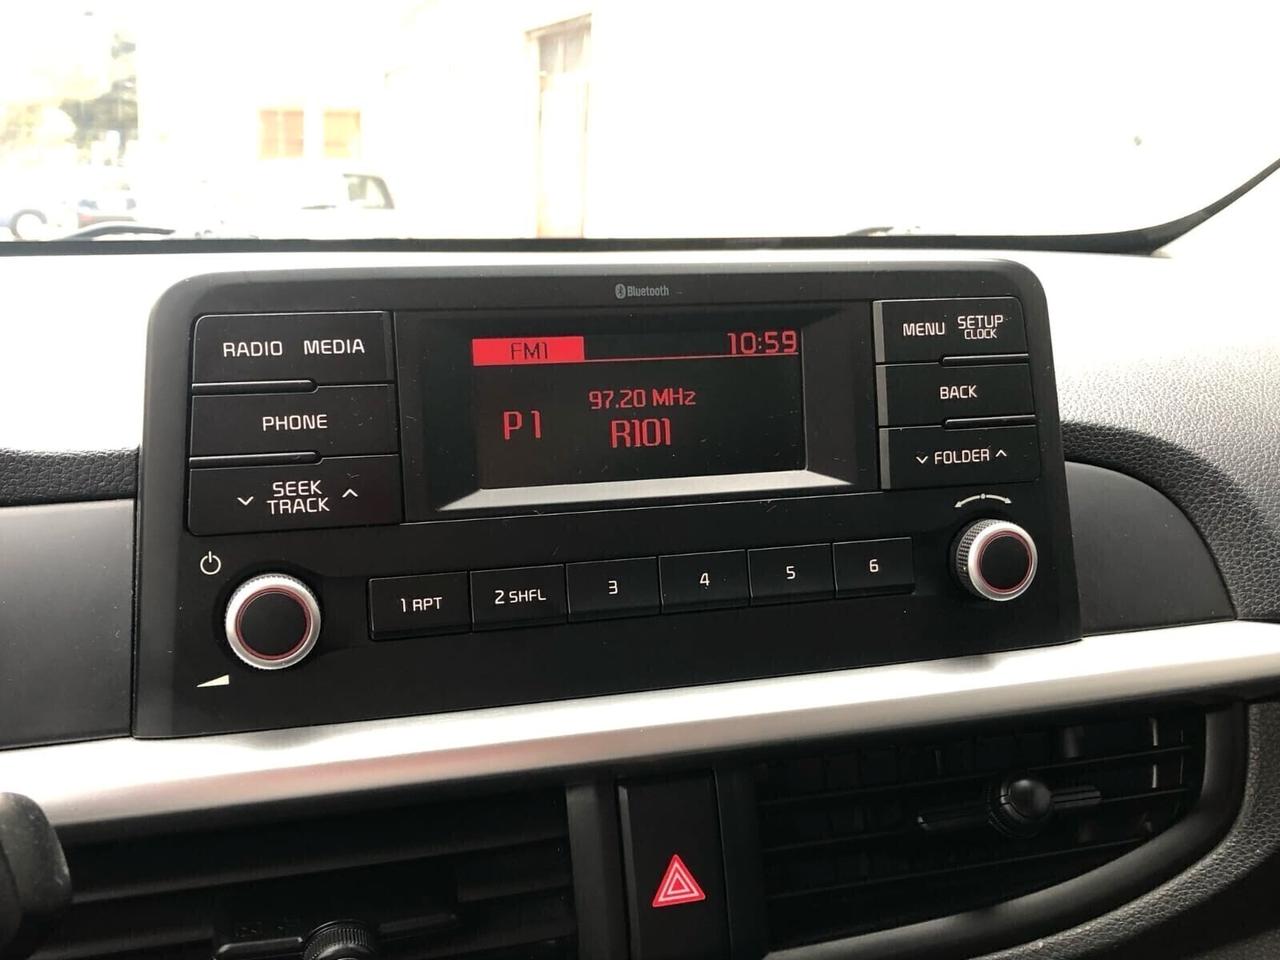 Bluetooth
RADIO MEDIA
PHONE
SEEK
TRACK
FM1 10:59
97.20 MHz
P1
R101
MENU SETUP
CLOCK
BACK
FOLDER
1 RPT 2 SHFL 3 4 5 6